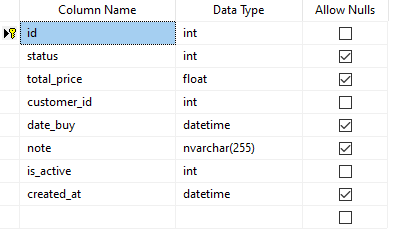 Column Name Data Type Allow Nulls
id int
status int
total_price float
customer_id int
date_buy datetime
note nvarchar(255)
is_active int
created_at datetime